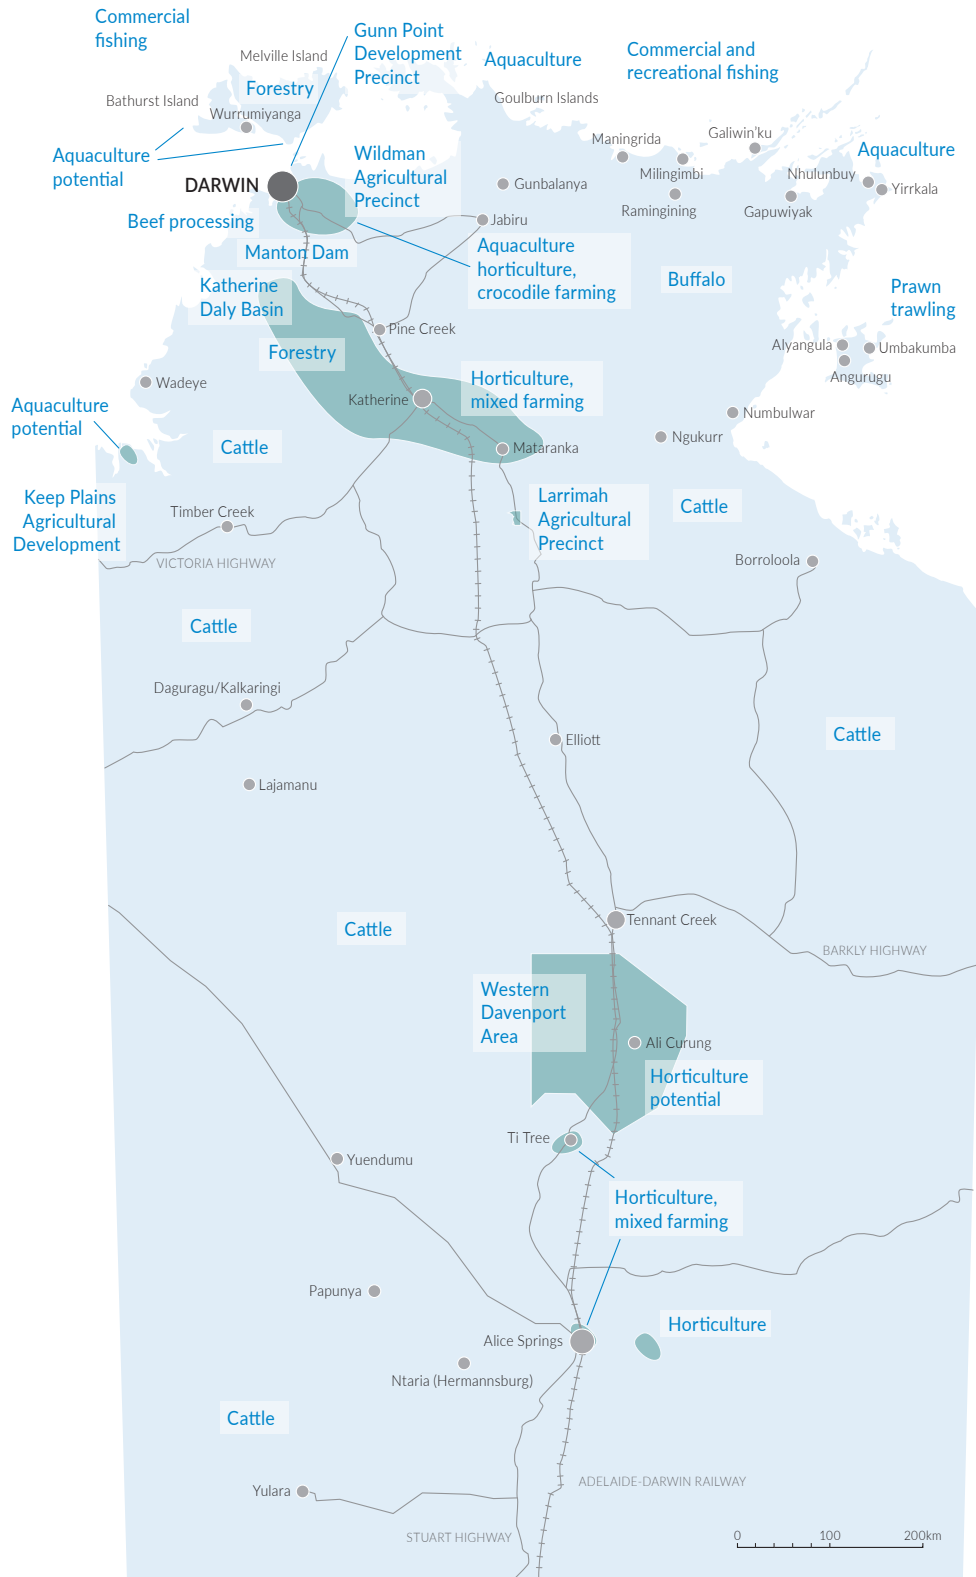 Commercial
fishing
Gunn Point
Development
Precinct
Melville Island
Aquaculture
Commercial and
recreational fishing
Forestry
Bathurst Island
Wurrumiyanga
Goulburn Islands
Maningrida
Galiwin'ku
Aquaculture
potential
Wildman
Agricultural
Precinct
Milingimbi
Nhulunbuy
Aquaculture
Yirrkala
DARWIN
Gunbalanya
Ramingining
Gapuwiyak
Beef processing
Jabiru
Manton Dam
Aquaculture
horticulture,
crocodile farming
Buffalo
Katherine
Daly Basin
Prawn
trawling
Pine Creek
Forestry
Alyangula
Umbakumba
Angurugu
Wadeye
Katherine
Horticulture,
mixed farming
Aquaculture
potential
Numbulwar
Ngukurr
Cattle
Mataranka
Keep Plains
Agricultural
Development
Timber Creek
Larrimah
Agricultural
Precinct
Cattle
VICTORIA HIGHWAY
Borroloola
Cattle
Daguragu/Kalkaringi
Elliott
Cattle
Lajamanu
Cattle
Tennant Creek
BARKLY HIGHWAY
Western
Davenport
Area
Ali Curung
Horticulture
potential
Ti Tree
Yuendumu
Horticulture,
mixed farming
Papunya
Horticulture
Alice Springs
Ntaria (Hermannsburg)
Cattle
Yulara
ADELAIDE-DARWIN RAILWAY
STUART HIGHWAY
0 100 200km